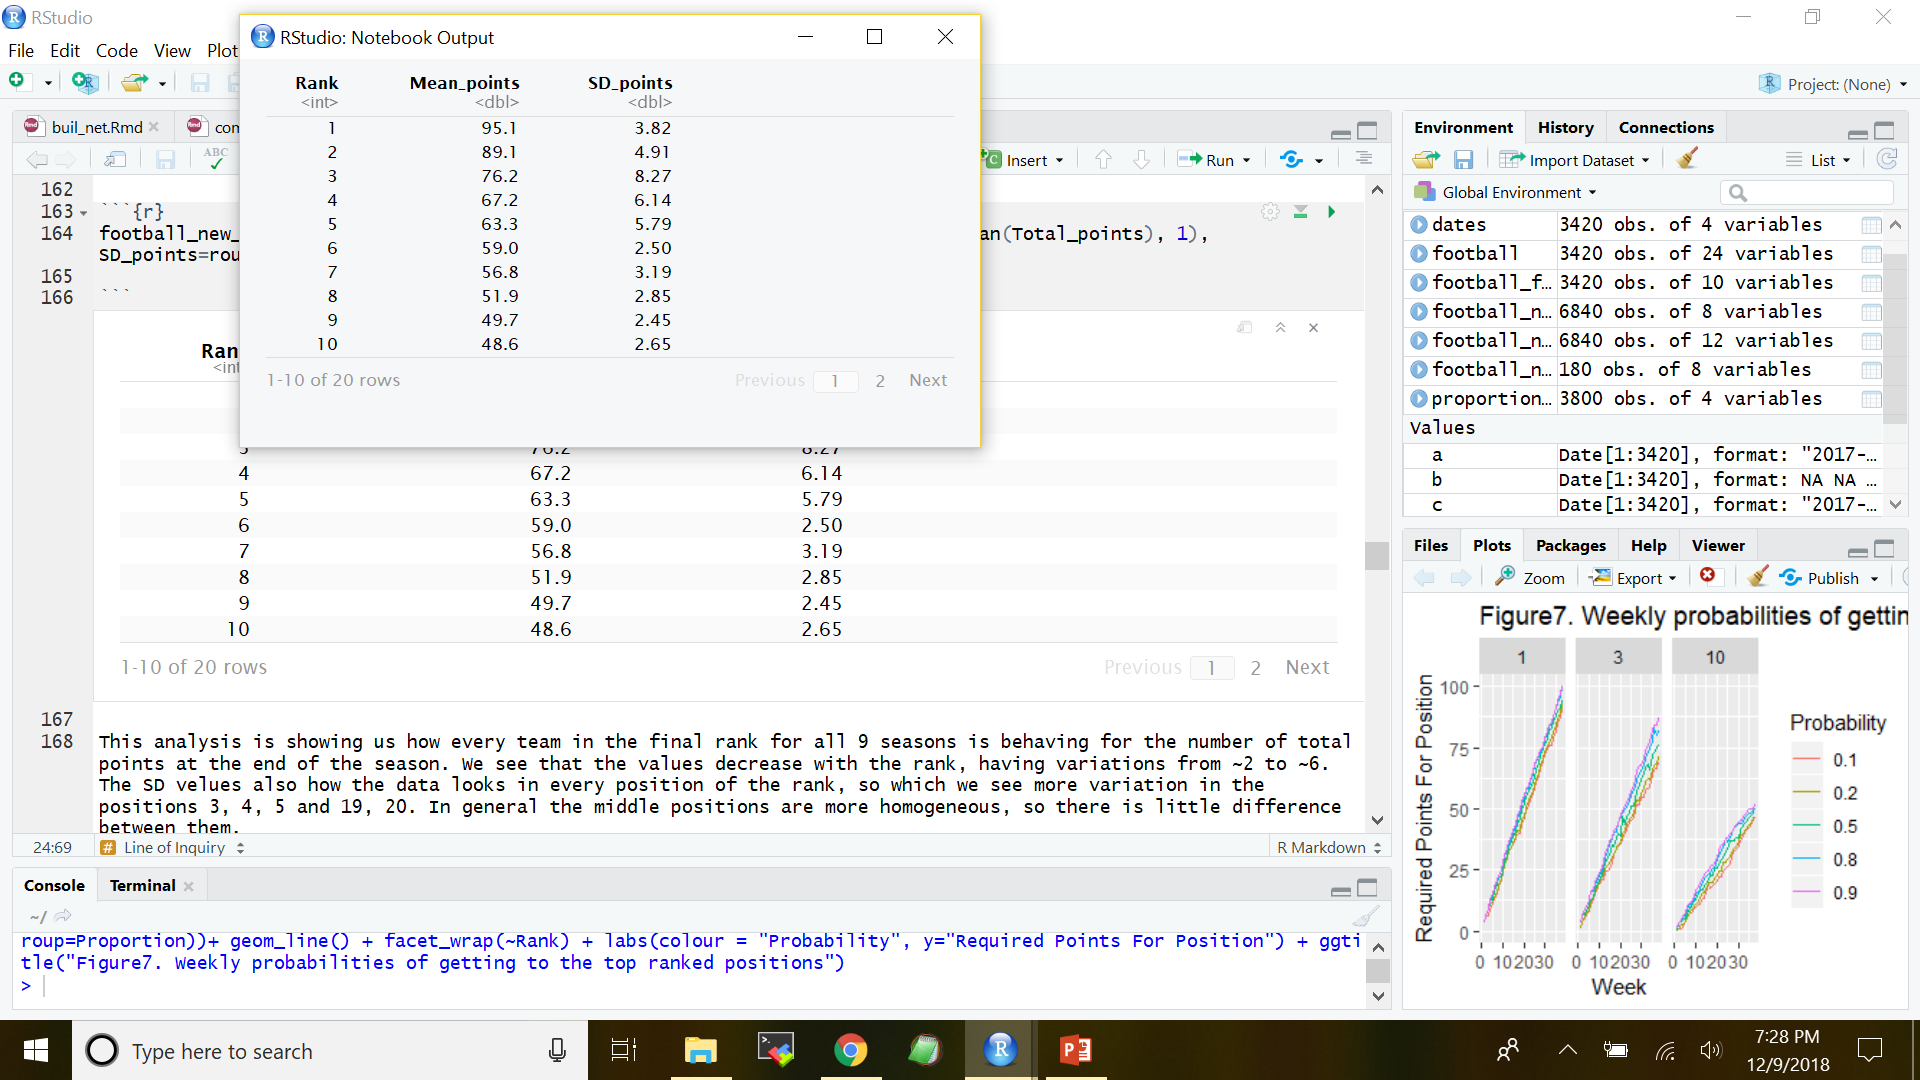 RStudio
File Edit Code View Plot
RStudio: Notebook Output
Rank Mean_points SD_points
<int> <dbl> <dbl>
1 95.1 3.82
2 89.1 4.91
3 76.2 8.27
4 67.2 6.14
5 63.3 5.79
6 59.0 2.50
7 56.8 3.19
8 51.9 2.85
9 49.7 2.45
10 48.6 2.65
1-10 of 20 rows Previous 1 2 Next
Project: (None)
buil_net.Rmd
Insert Run
162
163 ```{r}
164 football_new_ an(Total_points), 1),
SD_points=rou
165
166 ```
Ran
<int
3 76.2 8.27
4 67.2 6.14
5 63.3 5.79
6 59.0 2.50
7 56.8 3.19
8 51.9 2.85
9 49.7 2.45
10 48.6 2.65
1-10 of 20 rows Previous 1 2 Next
167
168 This analysis is showing us how every team in the final rank for all 9 seasons is behaving for the number of total
points at the end of the season. We see that the values decrease with the rank, having variations from ~2 to ~6.
The SD velues also how the data looks in every position of the rank, so which we see more variation in the
positions 3, 4, 5 and 19, 20. In general the middle positions are more homogeneous, so there is little difference
between them.
24:69 # Line of Inquiry R Markdown
Console Terminal
~/
roup=Proportion))+ geom_line() + facet_wrap(~Rank) + labs(colour = "Probability", y="Required Points For Position") + ggti
tle("Figure7. Weekly probabilities of getting to the top ranked positions")
>
Environment History Connections
Import Dataset List
Global Environment
dates 3420 obs. of 4 variables
football 3420 obs. of 24 variables
football_f… 3420 obs. of 10 variables
football_n… 6840 obs. of 8 variables
football_n… 6840 obs. of 12 variables
football_n… 180 obs. of 8 variables
proportion… 3800 obs. of 4 variables
Values
a Date[1:3420], format: "2017-…
b Date[1:3420], format: NA NA …
c Date[1:3420], format: "2017-…
Files Plots Packages Help Viewer
Zoom Export Publish
Figure7. Weekly probabilities of gettin
1 3 10
Required Points For Position
100
75
50
25
0
0 102030 0 102030 0 102030
Week
Probability
0.1
0.2
0.5
0.8
0.9
Type here to search
7:28 PM
12/9/2018